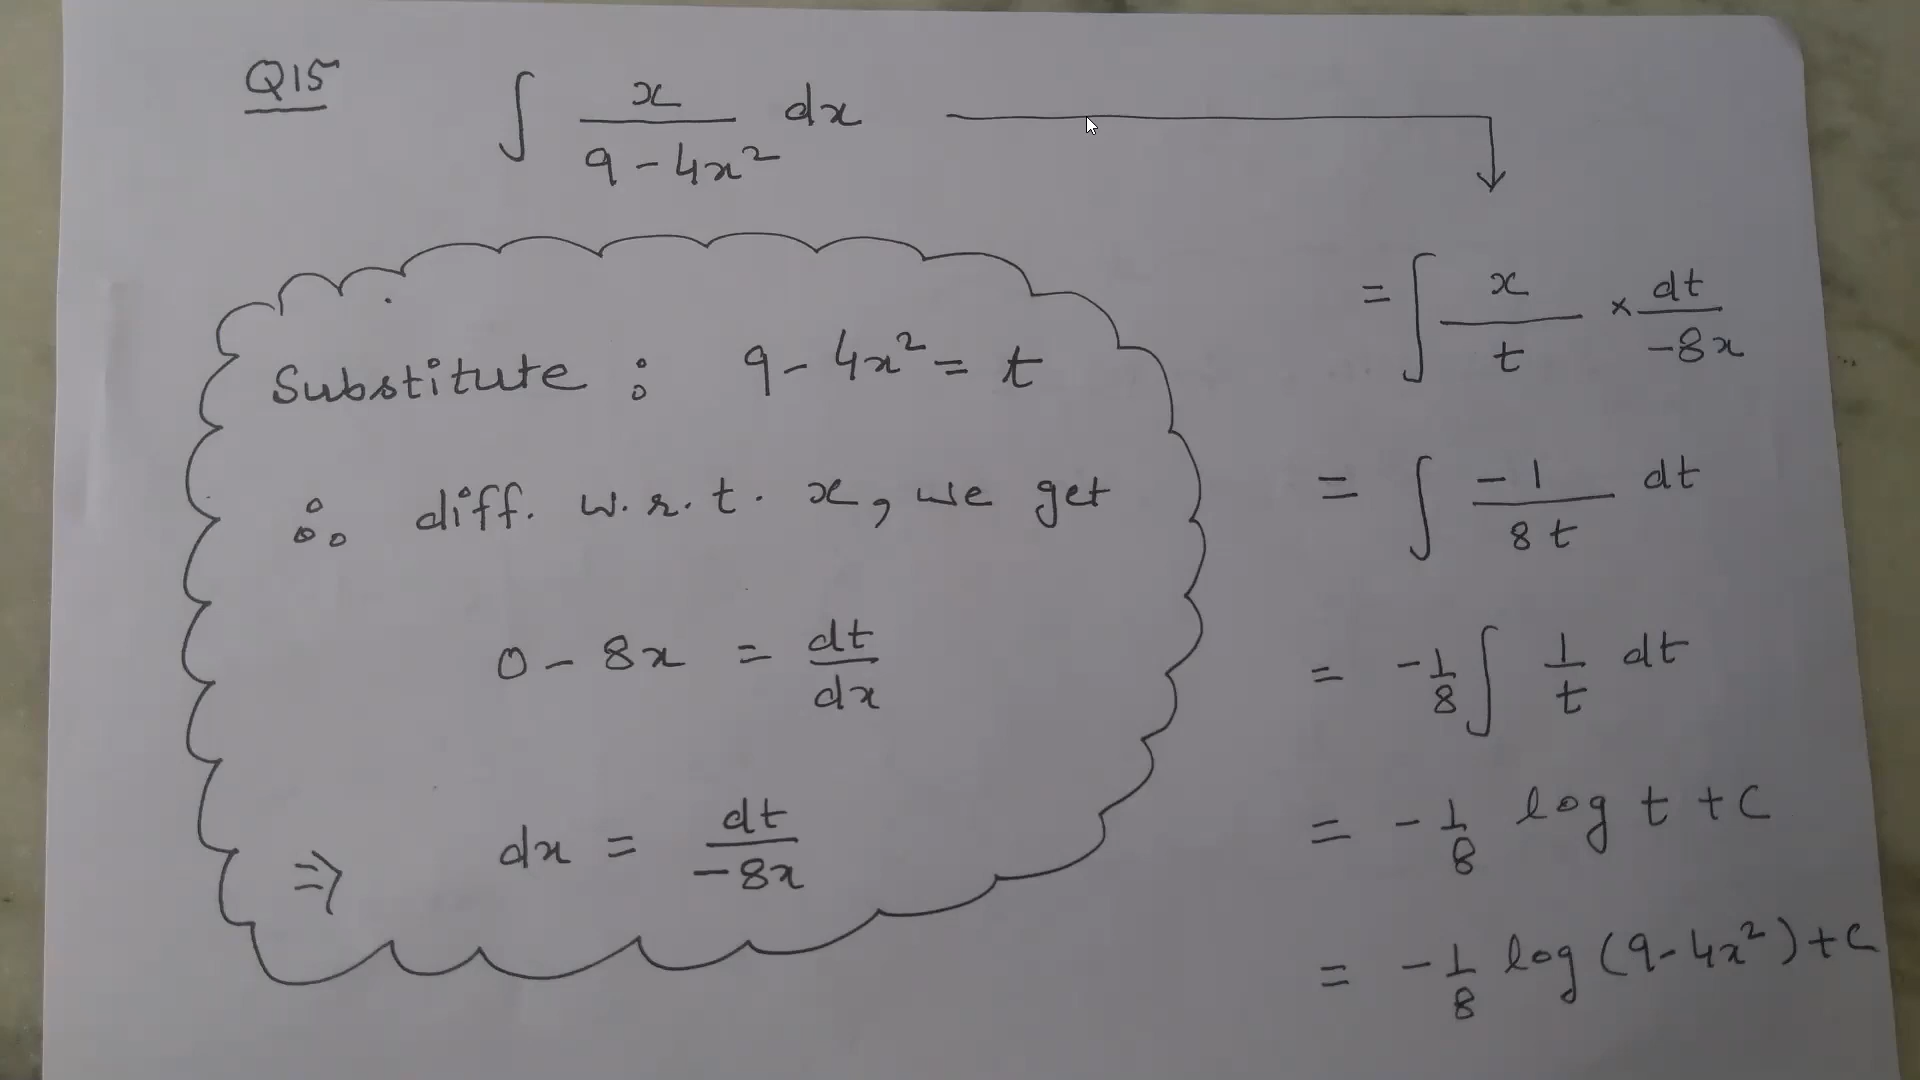 Q15
∫ x/(9 - 4x²) dx
Substitute : 9 - 4x² = t
∴ diff. w.r.t. x, we get
0 - 8x = dt/dx
⇒ dx = dt/-8x
= ∫ x/t × dt/-8x
= ∫ -1/8t dt
= -1/8 ∫ 1/t dt
= -1/8 log t + C
= -1/8 log (9-4x²) + C